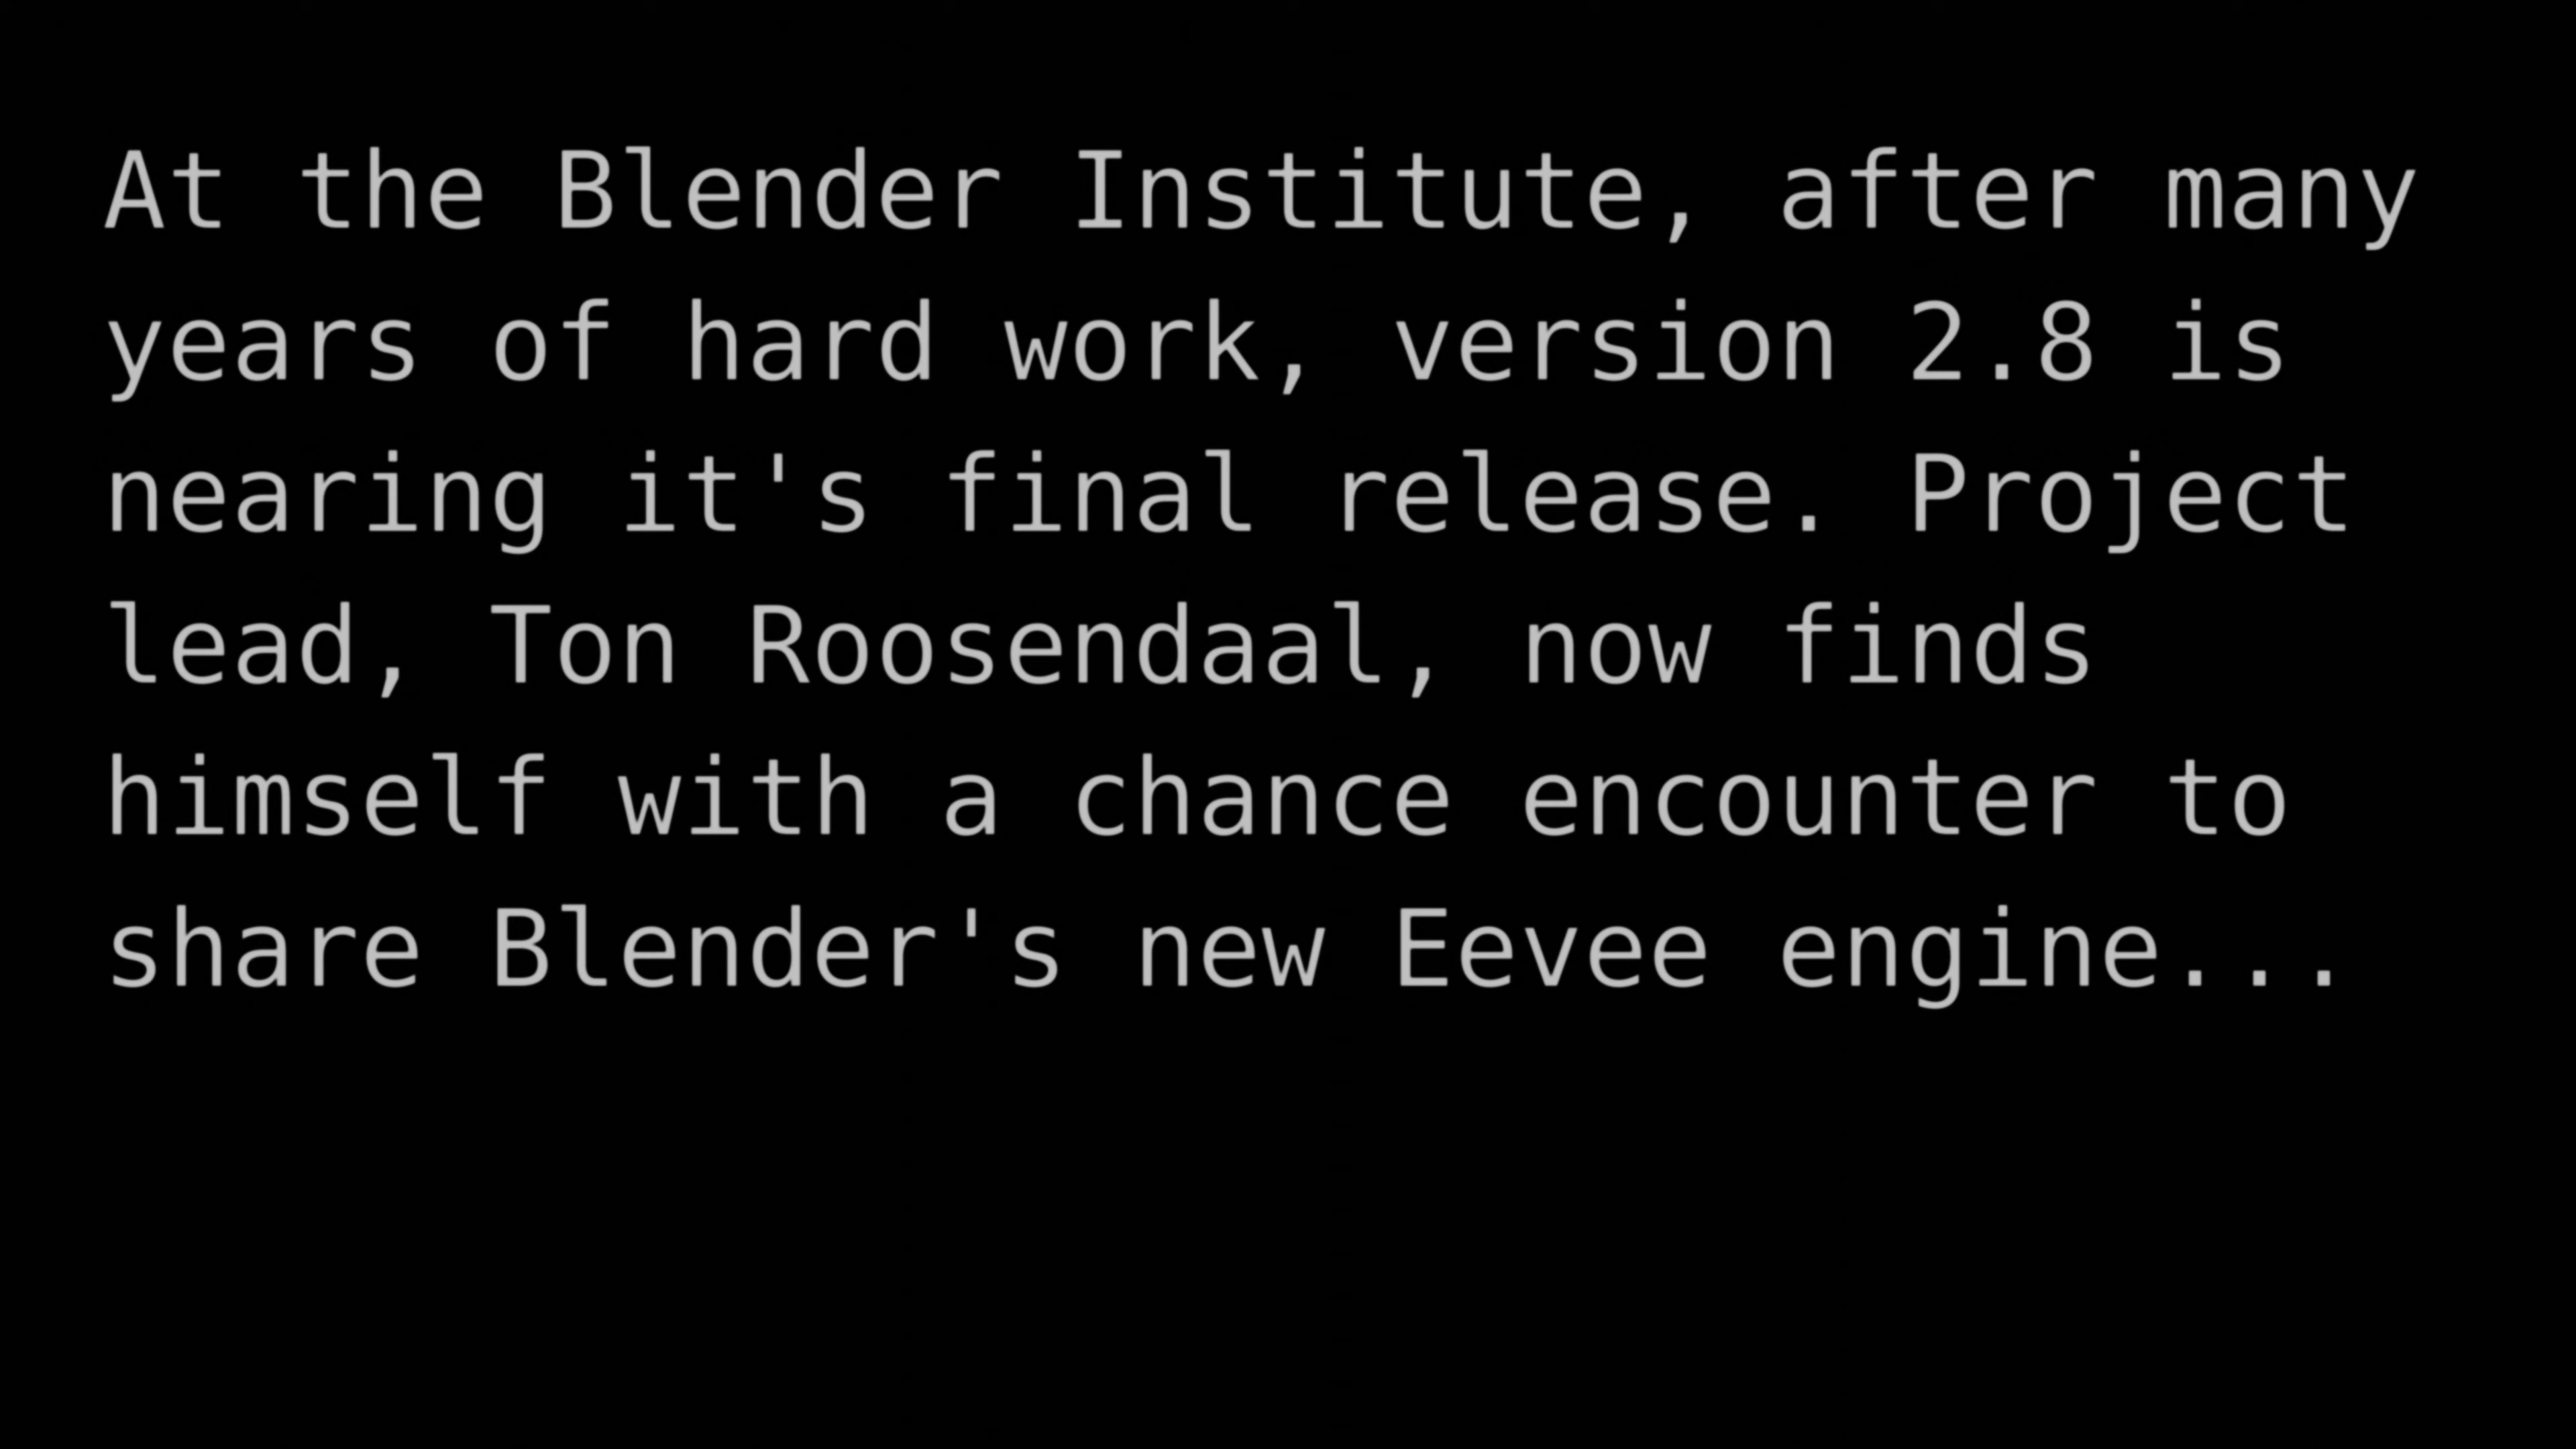 At the Blender Institute, after many
years of hard work, version 2.8 is
nearing it's final release. Project
lead, Ton Roosendaal, now finds
himself with a chance encounter to
share Blender's new Eevee engine...